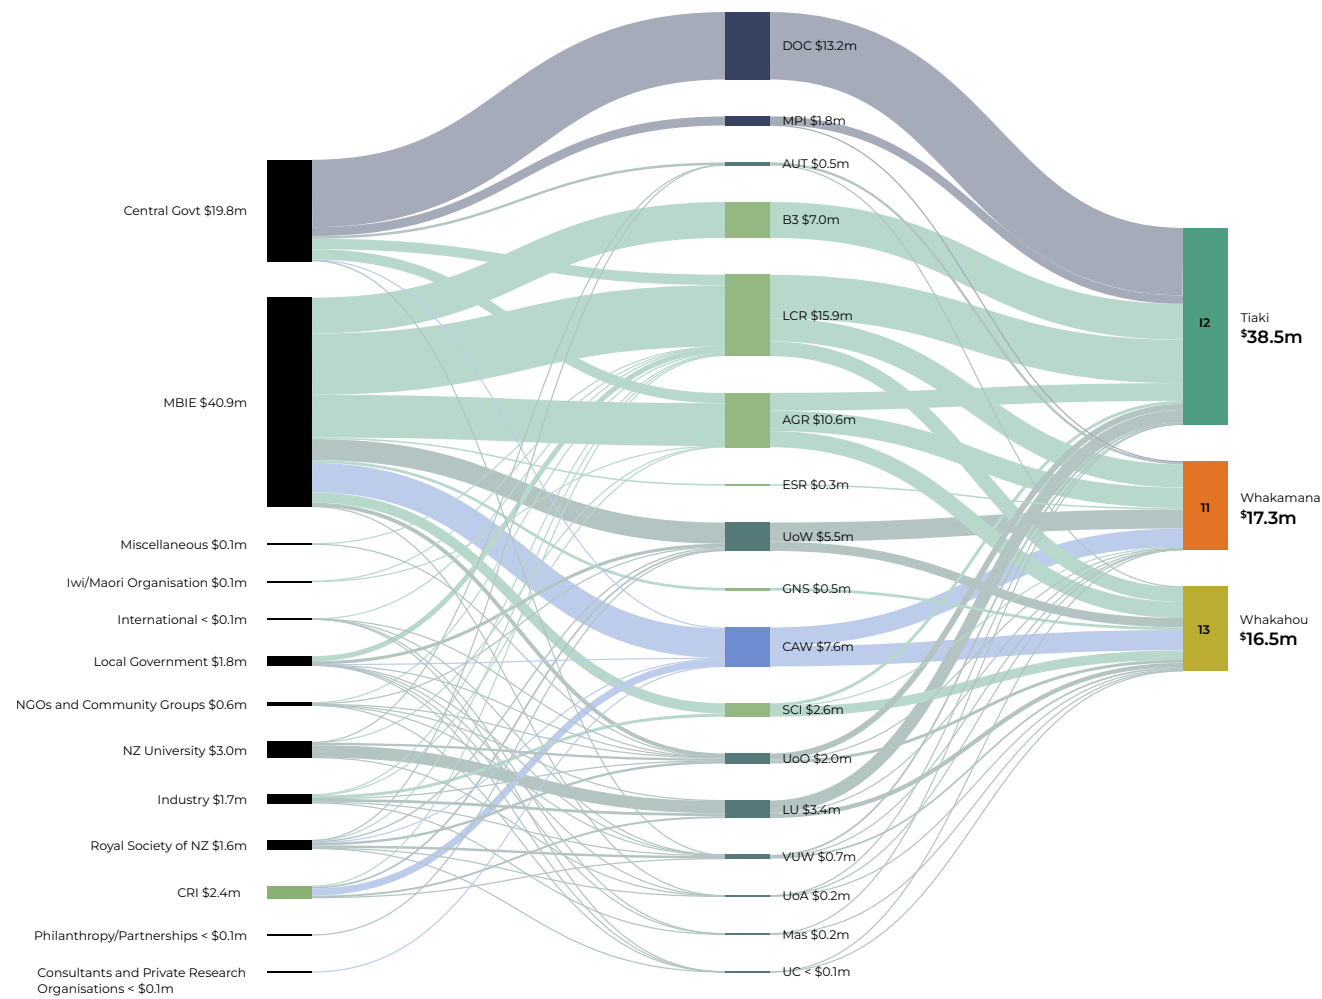 DOC $13.2m
MPI $1.8m
AUT $0.5m
Central Govt $19.8m
B3 $7.0m
LCR $15.9m
I2
Tiaki
$38.5m
MBIE $40.9m
AGR $10.6m
ESR $0.3m
Whakamana
$17.3m
11
UoW $5.5m
Miscellaneous $0.1m
Iwi/Maori Organisation $0.1m
GNS $0.5m
International < $0.1m
Whakahou
$16.5m
13
CAW $7.6m
Local Government $1.8m
NGOs and Community Groups $0.6m
SCI $2.6m
NZ University $3.0m
UoO $2.0m
Industry $1.7m
LU $3.4m
Royal Society of NZ $1.6m
VUW $0.7m
CRI $2.4m
UoA $0.2m
Philanthropy/Partnerships < $0.1m
Mas $0.2m
Consultants and Private Research
Organisations < $0.1m
UC < $0.1m